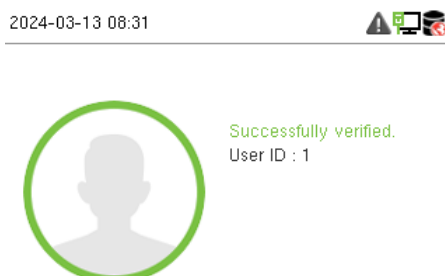 2024-03-13 08:31
Successfully verified.
User ID : 1